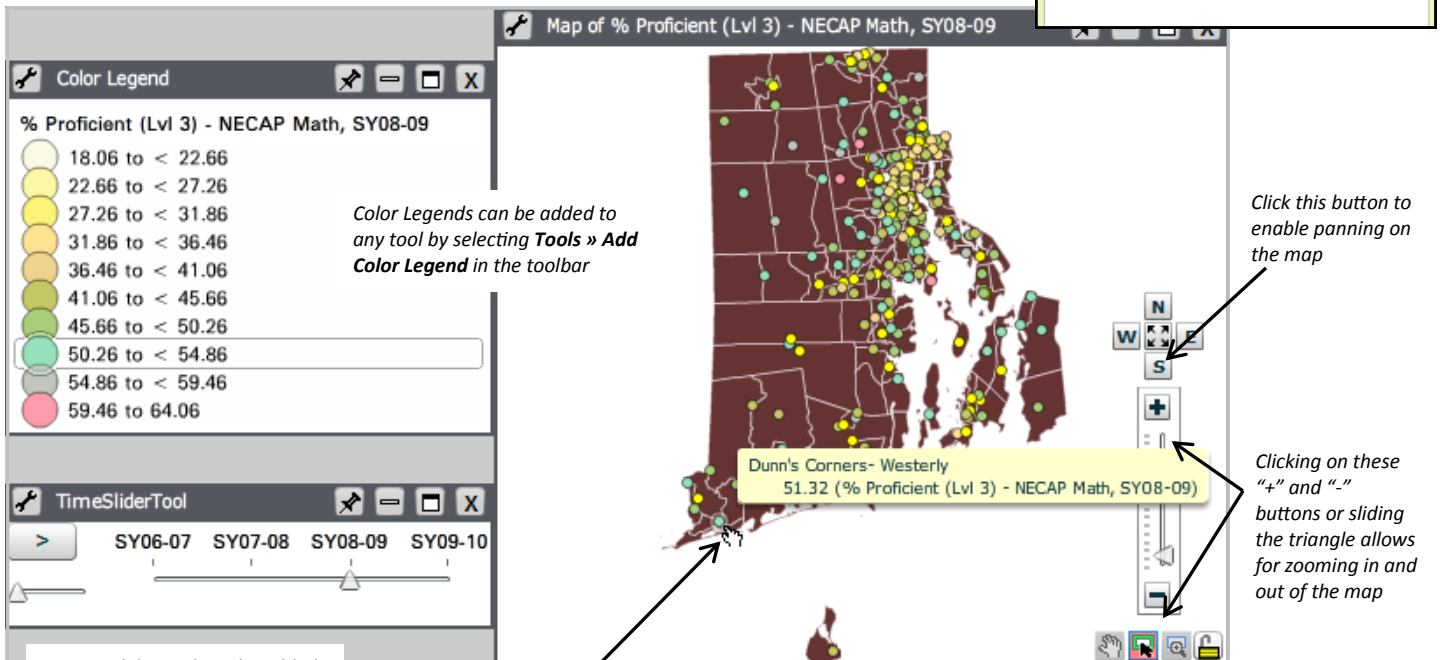 Map of % Proficient (Lvl 3) - NECAP Math, SY08-09
X
Color Legend
X
% Proficient (Lvl 3) - NECAP Math, SY08-09
18.06 to < 22.66
22.66 to < 27.26
27.26 to < 31.86
31.86 to < 36.46
36.46 to < 41.06
41.06 to < 45.66
45.66 to < 50.26
50.26 to < 54.86
54.86 to < 59.46
59.46 to 64.06
Color Legends can be added to
any tool by selecting Tools » Add
Color Legend in the toolbar
Click this button to
enable panning on
the map
N
W E
S
Dunn's Corners- Westerly
51.32 (% Proficient (Lvl 3) - NECAP Math, SY08-09)
Clicking on these
“+” and “-”
buttons or sliding
the triangle allows
for zooming in and
out of the map
TimeSliderTool
X
> SY06-07 SY07-08 SY08-09 SY09-10